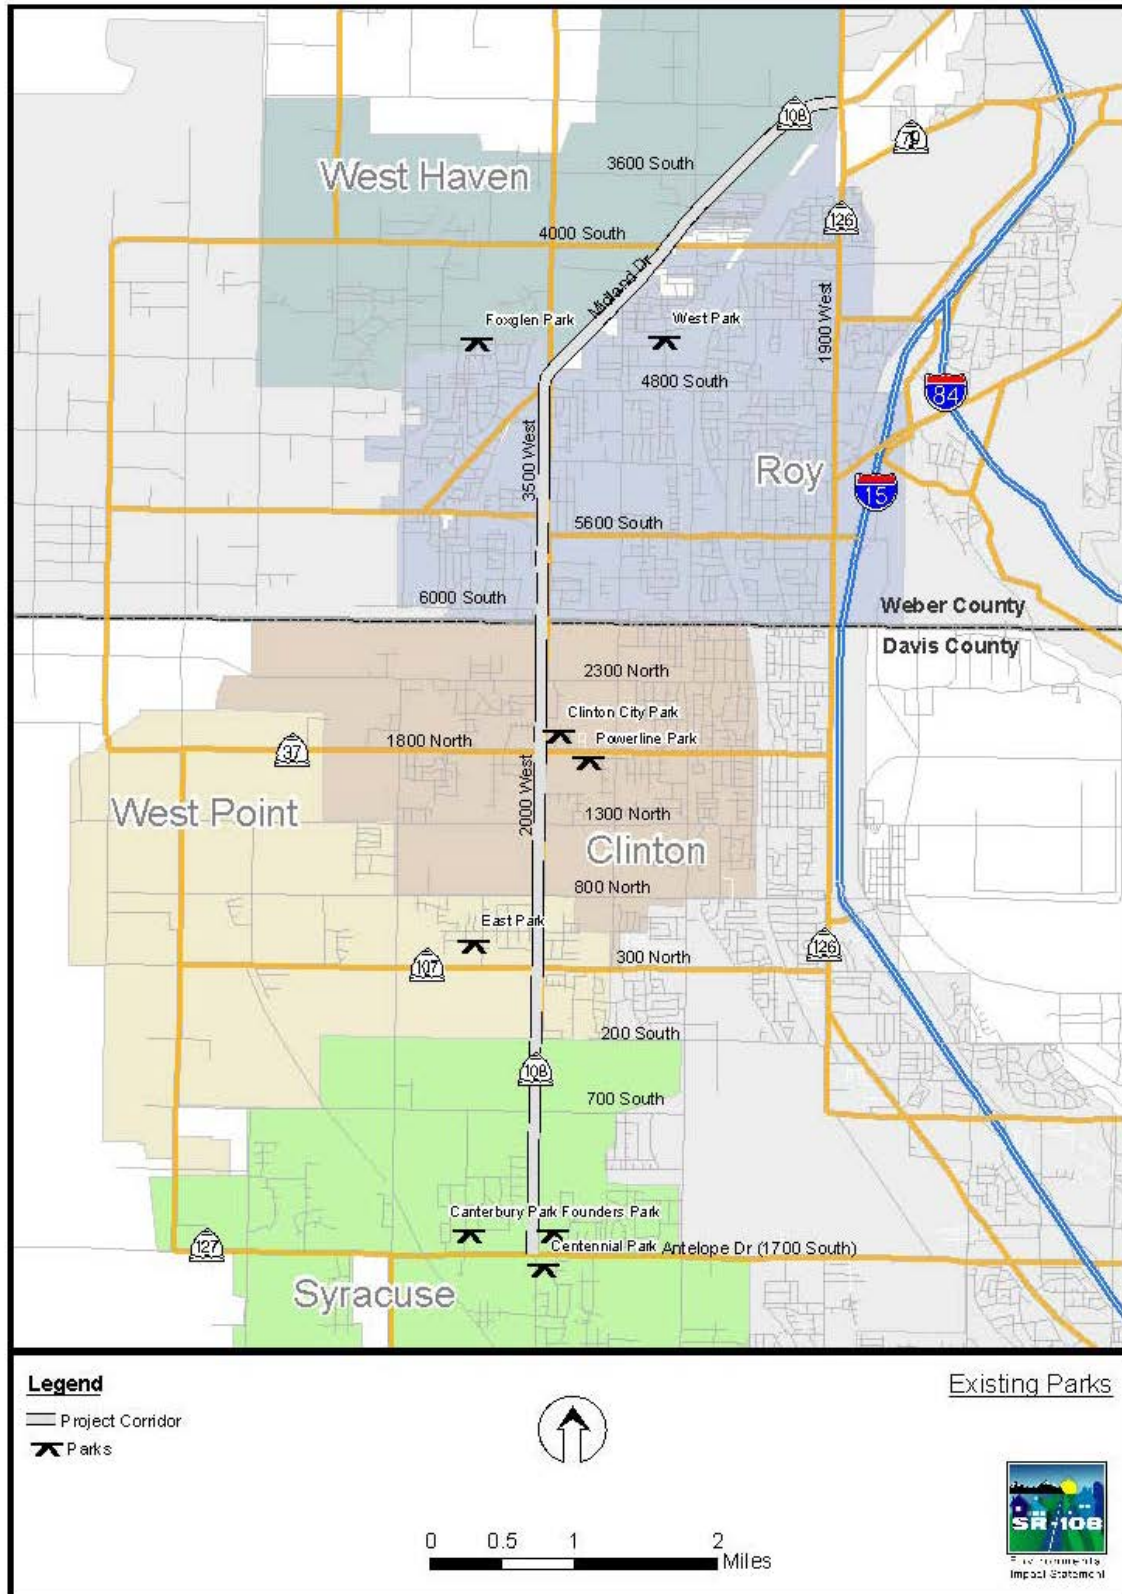 108
79
West Haven
3600 South
126
4000 South
Midland Dr
1900 West
Foxglen Park
West Park
4800 South
84
3500 West
Roy
15
5600 South
6000 South
Weber County
Davis County
2300 North
Clinton City Park
1800 North
Powerline Park
37
2000 West
West Point
1300 North
Clinton
800 North
East Park
107
300 North
126
200 South
108
700 South
Canterbury Park
Founders Park
127
Centennial Park
Antelope Dr (1700 South)
Syracuse
Legend
Existing Parks
Project Corridor
Parks
SR-108
Environmental
Impact Statement
0 0.5 1 2
Miles